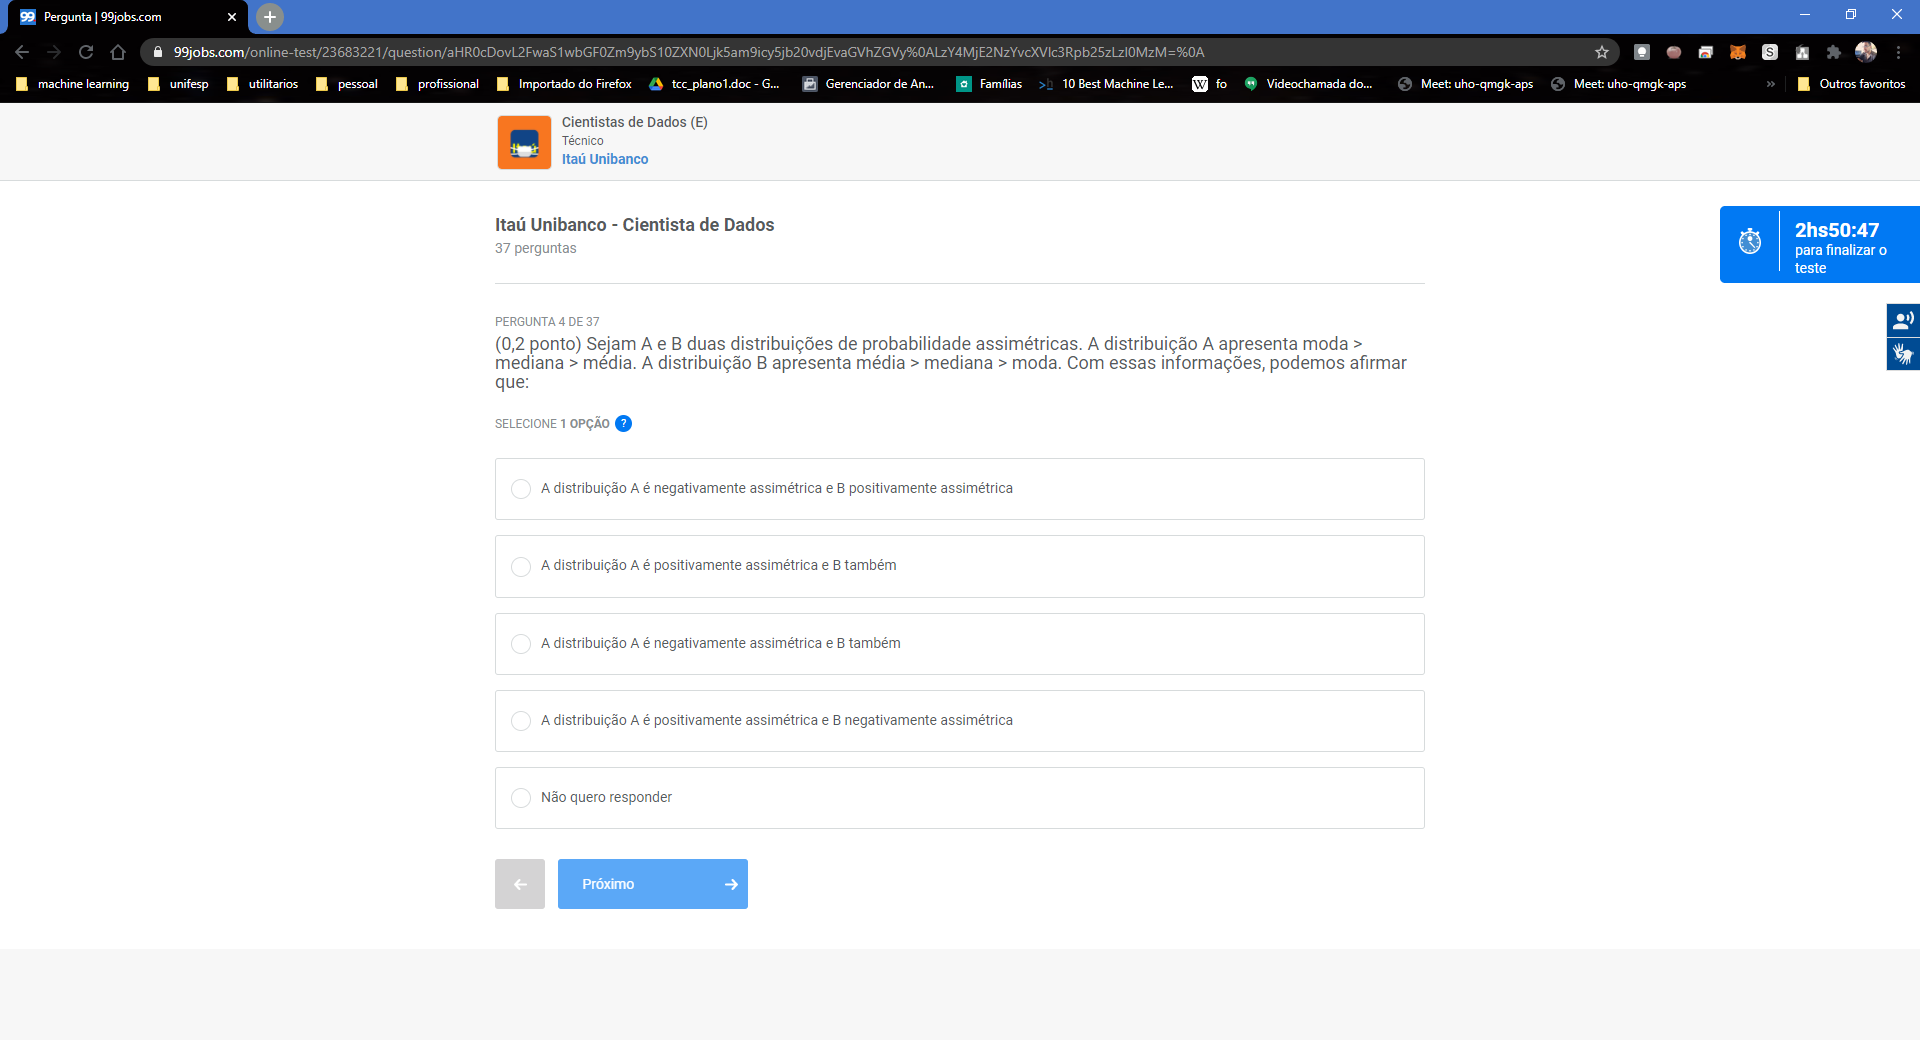 Pergunta | 99jobs.com
99jobs.com/online-test/23683221/question/aHR0cDovL2FwaS1wbGF0Zm9ybS10ZXN0Ljk5am9icy5jb20vdjEvaGVhZGVy%0ALzY4MjE2NzYvcXVlc3Rpb25zLzI0MzM=%0A
machine learning
unifesp
utilitarios
pessoal
profissional
Importado do Firefox
tcc_plano1.doc - G...
Gerenciador de An...
Famílias
10 Best Machine Le...
fo
Videochamada do...
Meet: uho-qmgk-aps
Meet: uho-qmgk-aps
Outros favoritos
Cientistas de Dados (E)
Técnico
Itaú Unibanco
Itaú Unibanco - Cientista de Dados
37 perguntas
2hs50:47
para finalizar o
teste
PERGUNTA 4 DE 37
(0,2 ponto) Sejam A e B duas distribuições de probabilidade assimétricas. A distribuição A apresenta moda >
mediana > média. A distribuição B apresenta média > mediana > moda. Com essas informações, podemos afirmar
que:
SELECIONE 1 OPÇÃO ?
A distribuição A é negativamente assimétrica e B positivamente assimétrica
A distribuição A é positivamente assimétrica e B também
A distribuição A é negativamente assimétrica e B também
A distribuição A é positivamente assimétrica e B negativamente assimétrica
Não quero responder
Próximo